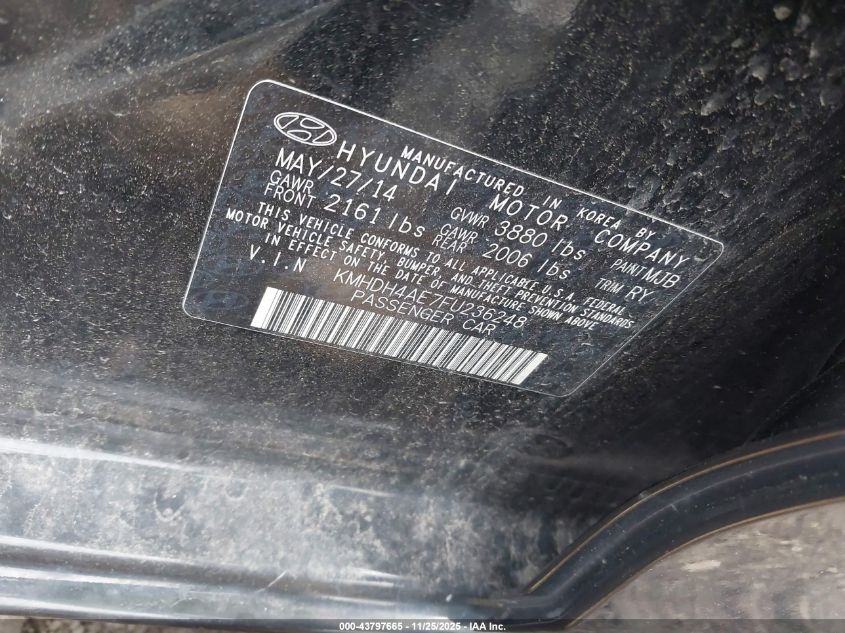 MANUFACTURED IN KOREA BY
HYUNDAI MOTOR COMPANY
MAY/27/14 GVWR 3880 lbs PAINT MJB
GAWR FRONT 2161 lbs GAWR REAR 2006 lbs TRIM RY
THIS VEHICLE CONFORMS TO ALL APPLICABLE U.S.A. FEDERAL
MOTOR VEHICLE SAFETY, BUMPER, AND THEFT PREVENTION STANDARDS
IN EFFECT ON THE DATE OF MANUFACTURE SHOWN ABOVE.
V.I.N KMHDH4AE7FU236248
PASSENGER CAR
000-43797665 - 11/25/2025 - IAA Inc.